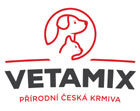 VETAMIX
PŘÍRODNÍ ČESKÁ KRMIVA